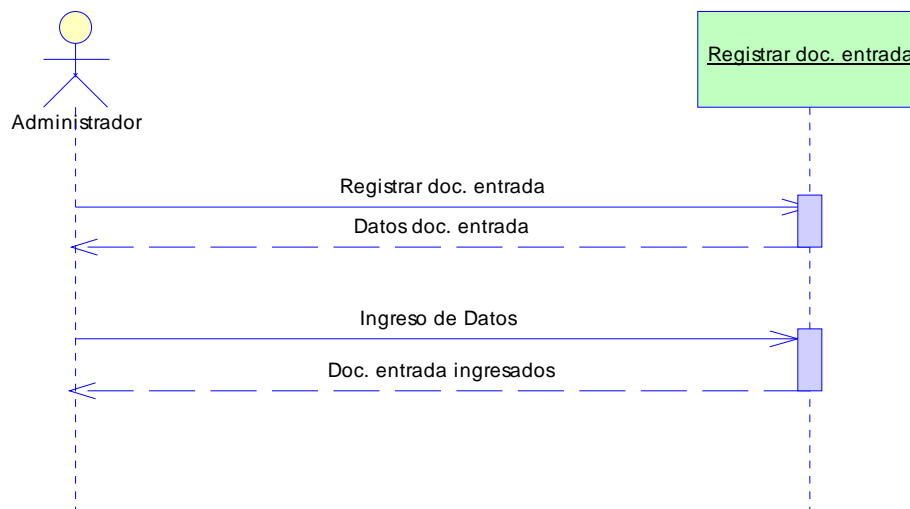 Registrar doc. entrada
Administrador
Registrar doc. entrada
Datos doc. entrada
Ingreso de Datos
Doc. entrada ingresados